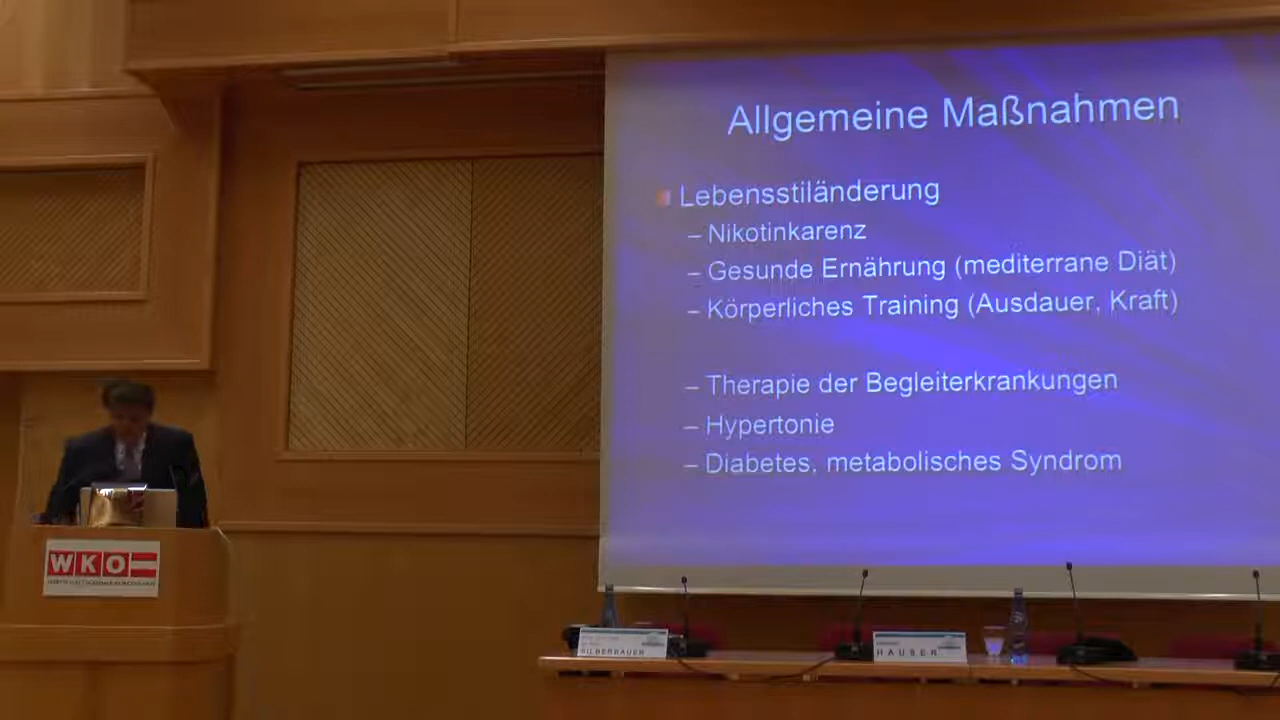 Allgemeine Maßnahmen
Lebensstiländerung
– Nikotinkarenz
– Gesunde Ernährung (mediterrane Diät)
– Körperliches Training (Ausdauer, Kraft)
– Therapie der Begleiterkrankungen
– Hypertonie
– Diabetes, metabolisches Syndrom
WKO
SILBERBAUER
HAUSER